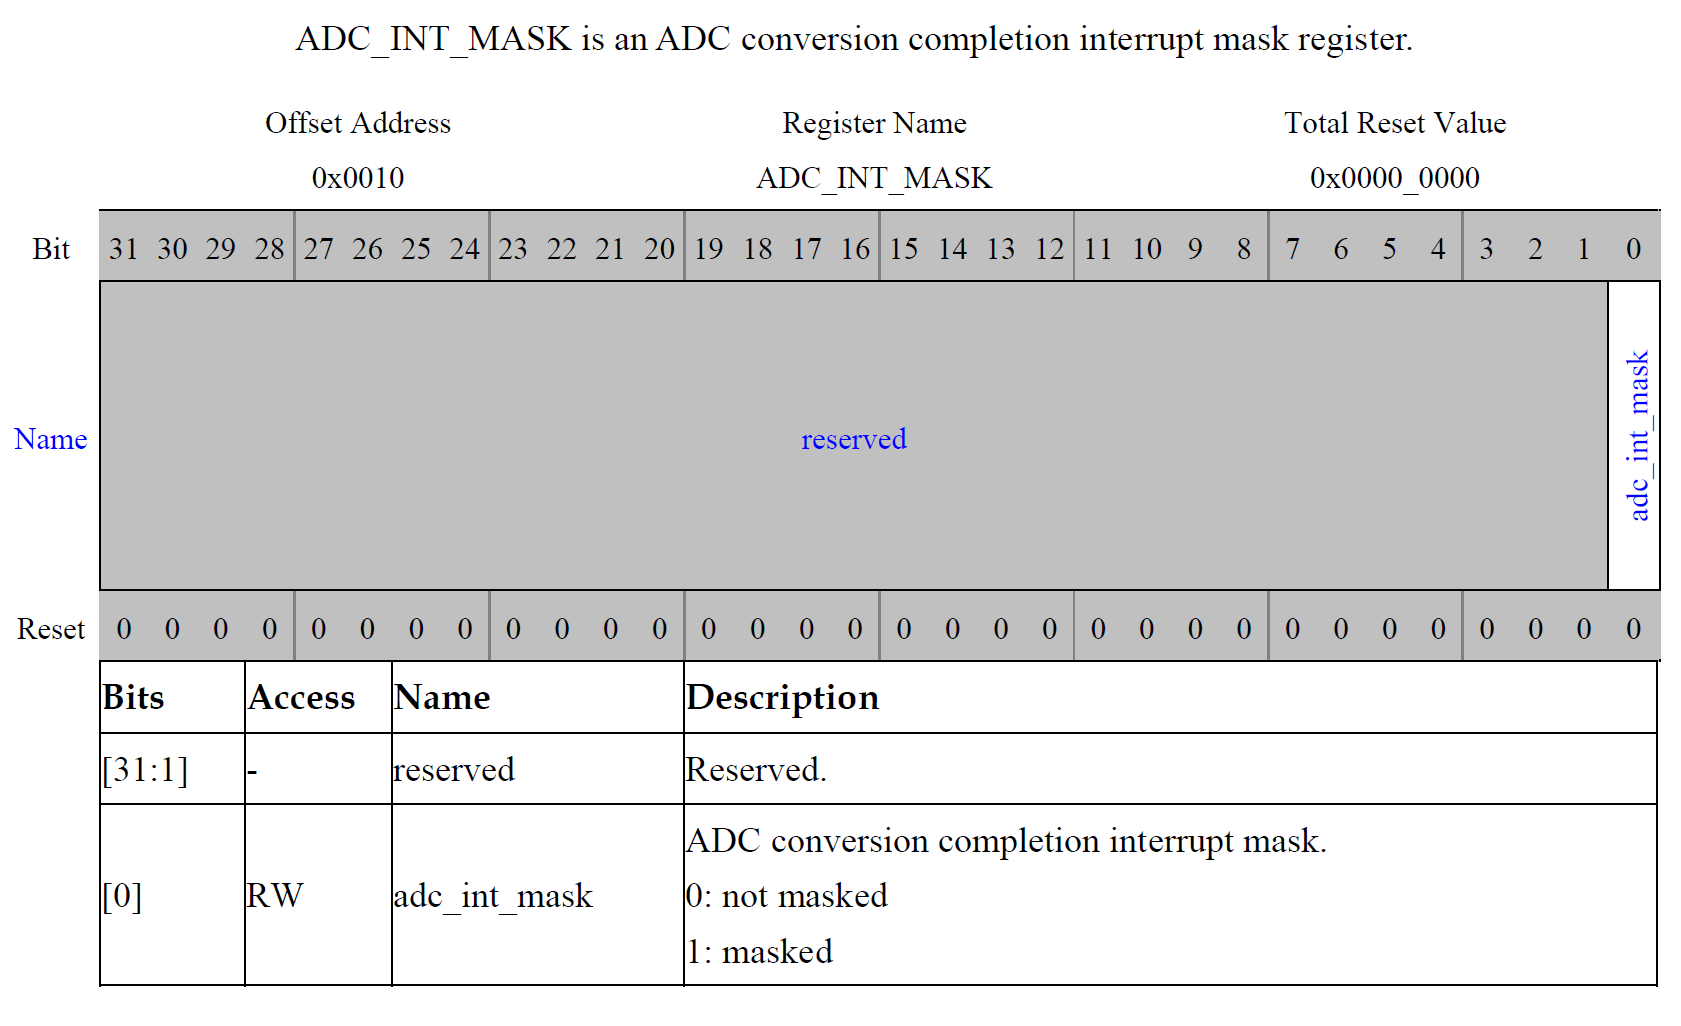 ADC_INT_MASK is an ADC conversion completion interrupt mask register.
Offset Address Register Name Total Reset Value
0x0010 ADC_INT_MASK 0x0000_0000
Bit 31 30 29 28 27 26 25 24 23 22 21 20 19 18 17 16 15 14 13 12 11 10 9 8 7 6 5 4 3 2 1 0
Name reserved adc_int_mask
Reset 0 0 0 0 0 0 0 0 0 0 0 0 0 0 0 0 0 0 0 0 0 0 0 0 0 0 0 0 0 0 0 0
Bits Access Name Description
[31:1] - reserved Reserved.
[0] RW adc_int_mask ADC conversion completion interrupt mask.
0: not masked
1: masked